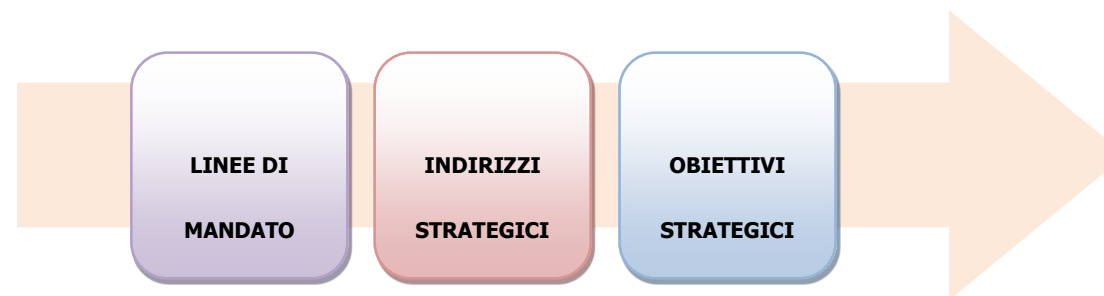 LINEE DI
MANDATO
INDIRIZZI
STRATEGICI
OBIETTIVI
STRATEGICI